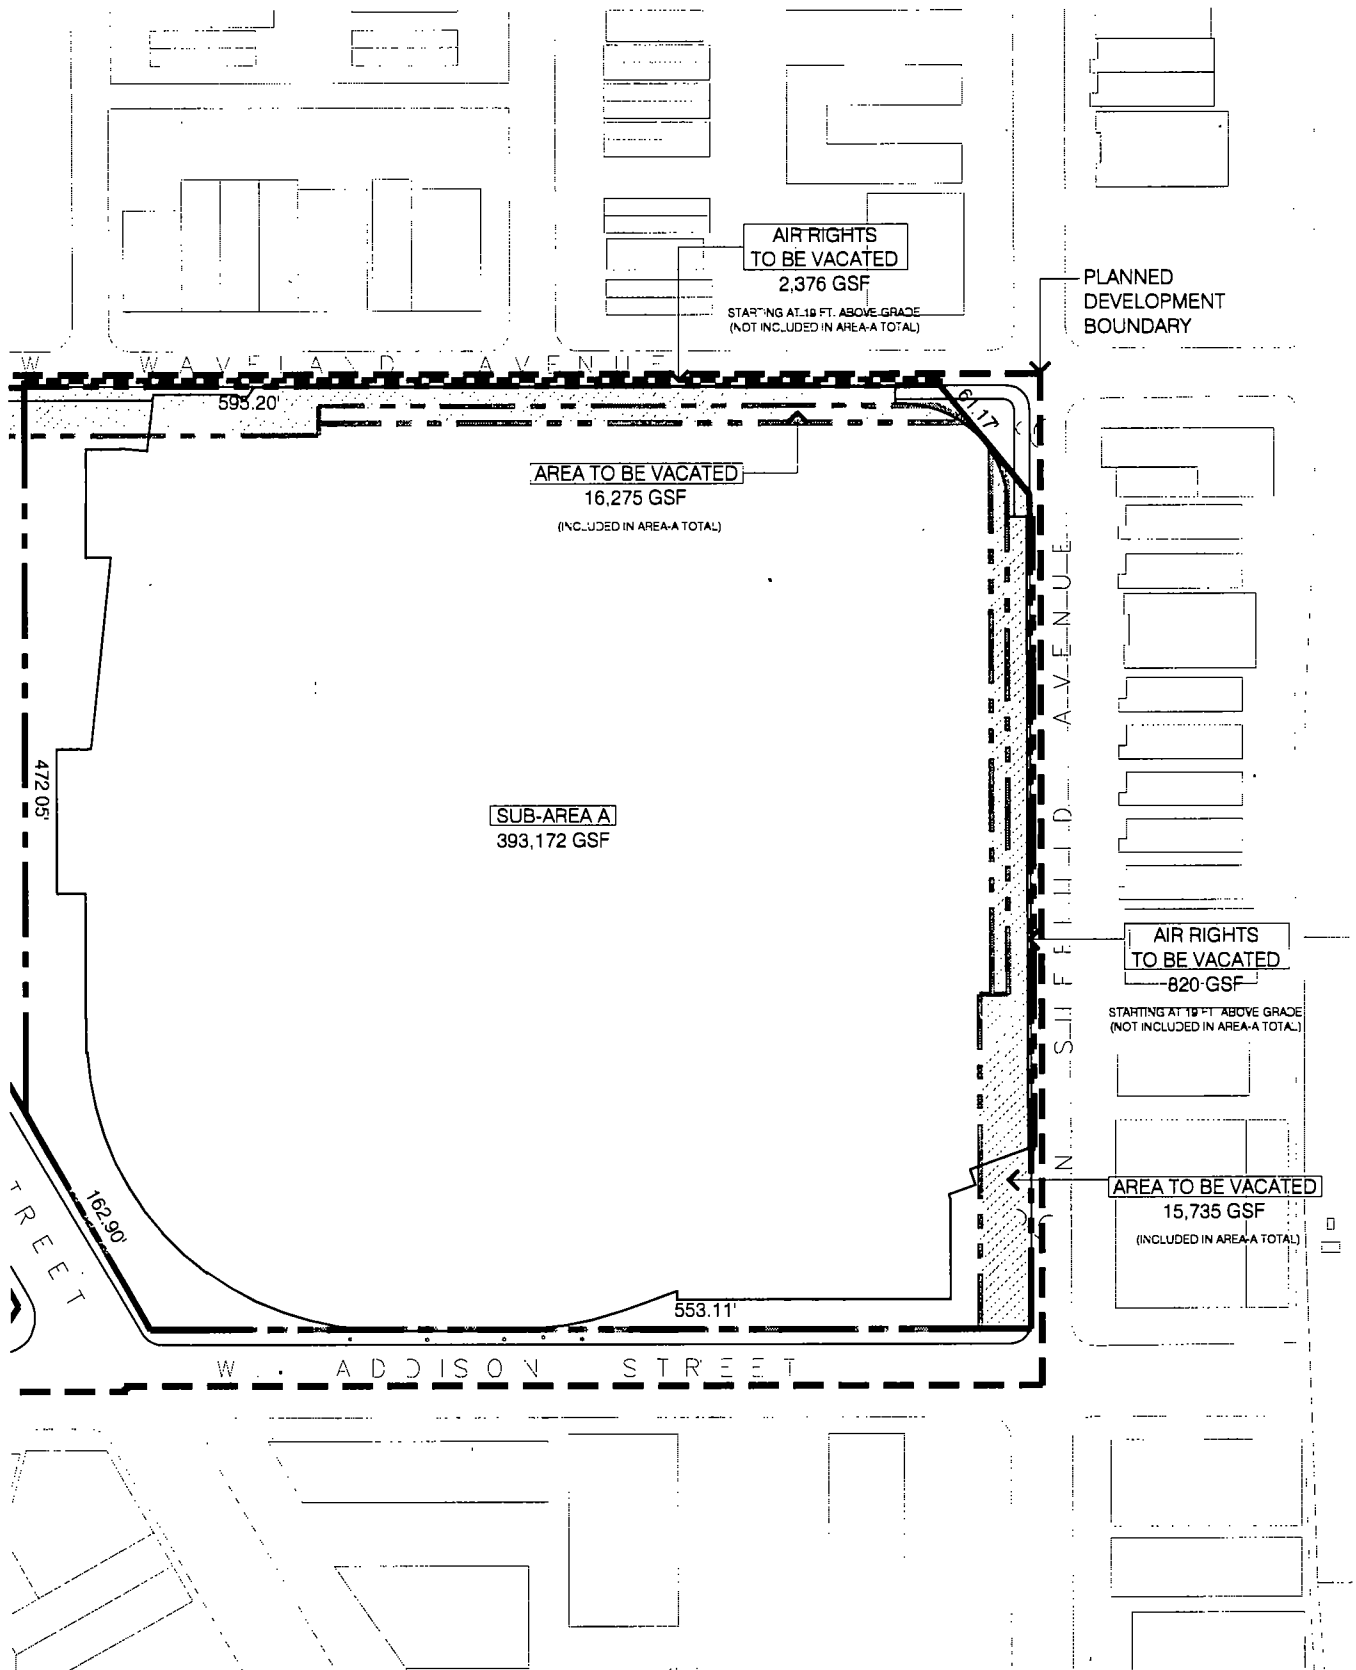 AIR RIGHTS
TO BE VACATED
2,376 GSF
STARTING AT 19 FT. ABOVE GRADE
(NOT INCLUDED IN AREA-A TOTAL)
PLANNED
DEVELOPMENT
BOUNDARY
W WAVELAND AVENUE
595.20'
61.17'
AREA TO BE VACATED
16,275 GSF
(INCLUDED IN AREA-A TOTAL)
N SHEFFIELD AVENUE
472.05'
SUB-AREA A
393,172 GSF
AIR RIGHTS
TO BE VACATED
820 GSF
STARTING AT 19 FT. ABOVE GRADE
(NOT INCLUDED IN AREA-A TOTAL)
AREA TO BE VACATED
15,735 GSF
(INCLUDED IN AREA-A TOTAL)
162.90'
TREET
553.11'
W. ADDISON STREET